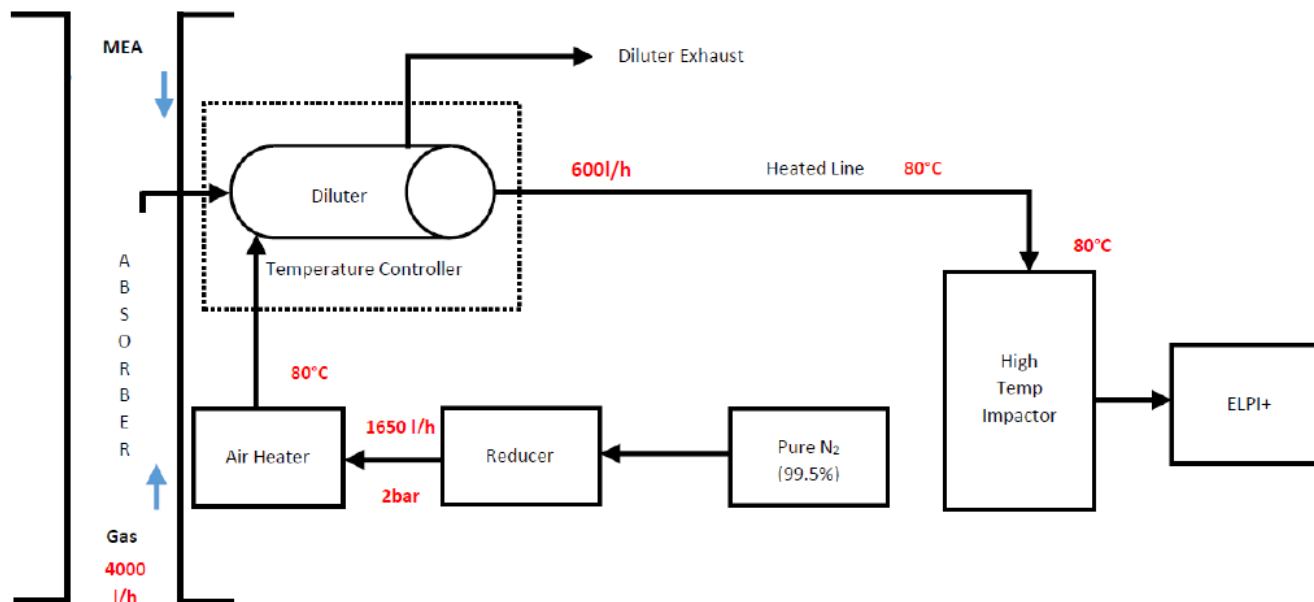 MEA
Diluter Exhaust
600l/h
Heated Line
80°C
Diluter
Temperature Controller
80°C
A
B
S
O
R
B
E
R
80°C
High
Temp
Impactor
ELPI+
1650 l/h
Air Heater
Reducer
Pure N₂
(99.5%)
2bar
Gas
4000
l/h